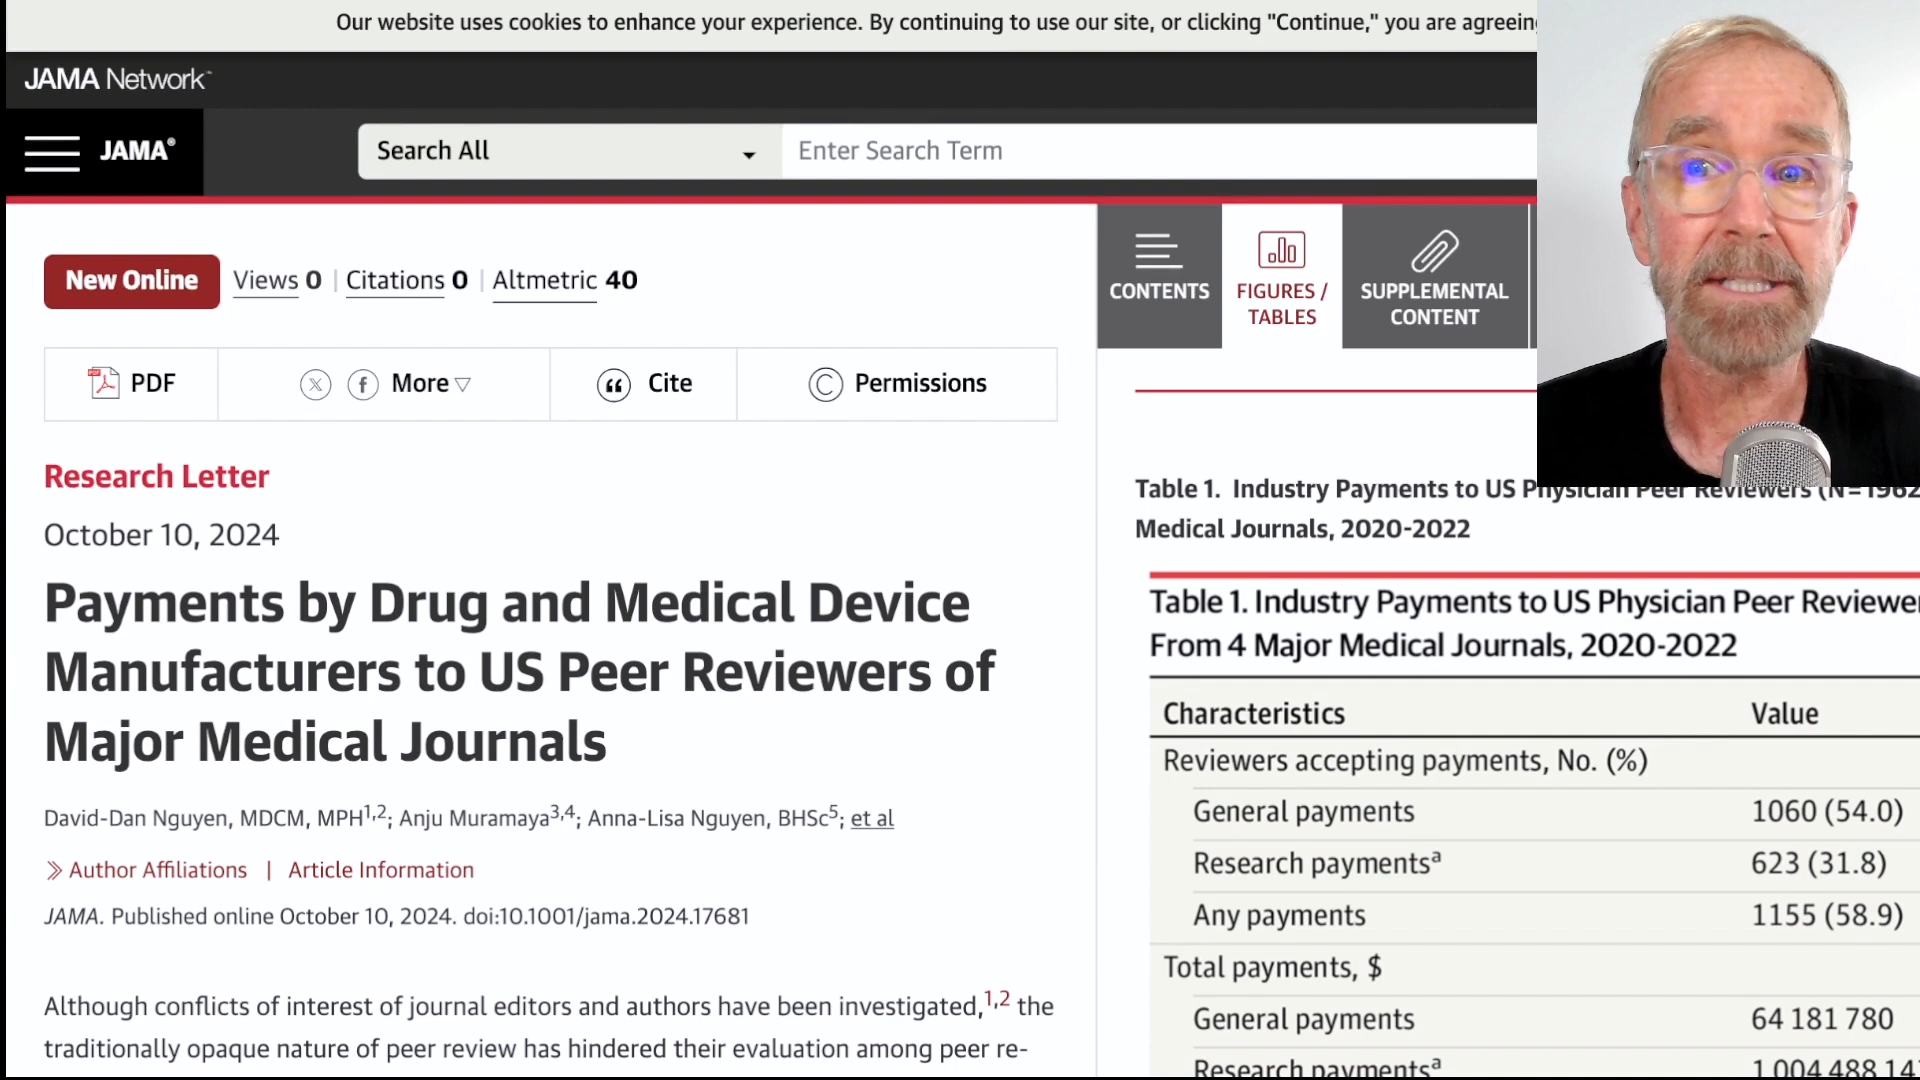 Our website uses cookies to enhance your experience. By continuing to use our site, or clicking "Continue," you are
JAMA Network™
JAMA®
Search All
Enter Search Term
New Online
Views 0 | Citations 0 | Altmetric 40
PDF
More
Cite
Permissions
CONTENTS
FIGURES /
TABLES
SUPPLEMENTAL
CONTENT
Research Letter
October 10, 2024
Payments by Drug and Medical Device
Manufacturers to US Peer Reviewers of
Major Medical Journals
David-Dan Nguyen, MDCM, MPH1,2; Anju Muramaya3,4; Anna-Lisa Nguyen, BHSc5; et al
Author Affiliations | Article Information
JAMA. Published online October 10, 2024. doi:10.1001/jama.2024.17681
Although conflicts of interest of journal editors and authors have been investigated,1,2 the
traditionally opaque nature of peer review has hindered their evaluation among peer re-
Table 1. Industry Payments to US Physician Peer Reviewers (N=1962
Medical Journals, 2020-2022
Table 1. Industry Payments to US Physician Peer
From 4 Major Medical Journals, 2020-2022
Characteristics Value
Reviewers accepting payments, No. (%)
General payments 1060 (54.0)
Research paymentsa 623 (31.8)
Any payments 1155 (58.9)
Total payments, $
General payments 64 181 780
Research paymentsa